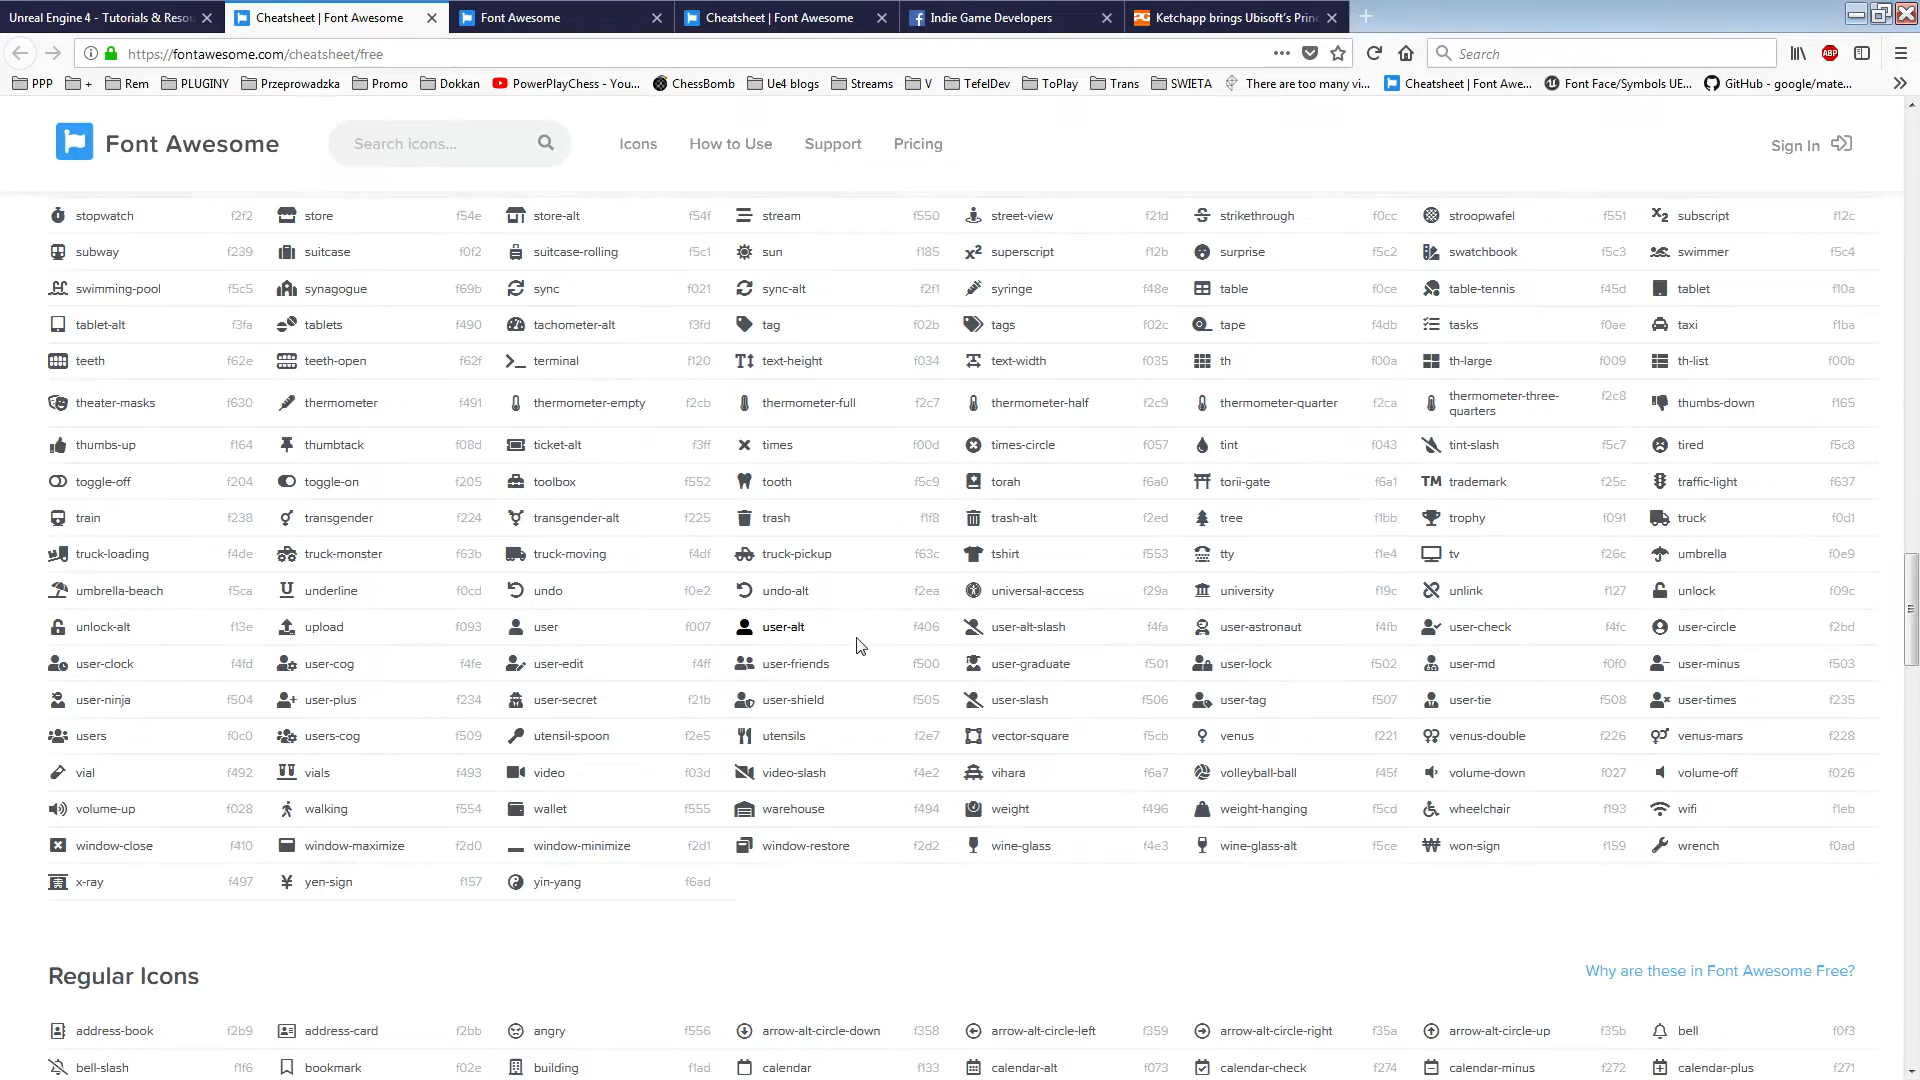 Unreal Engine 4 - Tutorials & Resou
Cheatsheet | Font Awesome
Font Awesome
Cheatsheet | Font Awesome
Indie Game Developers
Ketchapp brings Ubisoft's Princ
https://fontawesome.com/cheatsheet/free
Search
PPP
+
Rem
PLUGINY
Przeprowadzka
Promo
Dokkan
PowerPlayChess - You...
ChessBomb
Ue4 blogs
Streams
V
TefelDev
ToPlay
Trans
SWIETA
There are too many vi...
Cheatsheet | Font Awe...
Font Face/Symbols UE...
GitHub - google/mate...
Font Awesome
Search icons...
Icons
How to Use
Support
Pricing
Sign In
stopwatch f2f2 store f54e store-alt f54f stream f550 street-view f21d strikethrough f0cc stroopwafel f551 subscript f12c
subway f239 suitcase f0f2 suitcase-rolling f5c1 sun f185 superscript f12b surprise f5c2 swatchbook f5c3 swimmer f5c4
swimming-pool f5c5 synagogue f69b sync f021 sync-alt f2f1 syringe f48e table f0ce table-tennis f45d tablet f10a
tablet-alt f3fa tablets f490 tachometer-alt f3fd tag f02b tags f02c tape f4db tasks f0ae taxi f1ba
teeth f62e teeth-open f62f terminal f120 text-height f034 text-width f035 th f00a th-large f009 th-list f00b
theater-masks f630 thermometer f491 thermometer-empty f2cb thermometer-full f2c7 thermometer-half f2c9 thermometer-quarter f2ca thermometer-three-quarters f2c8 thumbs-down f165
thumbs-up f164 thumbtack f08d ticket-alt f3ff times f00d times-circle f057 tint f043 tint-slash f5c7 tired f5c8
toggle-off f204 toggle-on f205 toolbox f552 tooth f5c9 torah f6a0 torii-gate f6a1 TM trademark f25c traffic-light f637
train f238 transgender f224 transgender-alt f225 trash f1f8 trash-alt f2ed tree f1bb trophy f091 truck f0d1
truck-loading f4de truck-monster f63b truck-moving f4df truck-pickup f63c tshirt f553 tty f1e4 tv f26c umbrella f0e9
umbrella-beach f5ca underline f0cd undo f0e2 undo-alt f2ea universal-access f29a university f19c unlink f127 unlock f09c
unlock-alt f13e upload f093 user f007 user-alt f406 user-alt-slash f4fa user-astronaut f4fb user-check f4fc user-circle f2bd
user-clock f4fd user-cog f4fe user-edit f4ff user-friends f500 user-graduate f501 user-lock f502 user-md f0f0 user-minus f503
user-ninja f504 user-plus f234 user-secret f21b user-shield f505 user-slash f506 user-tag f507 user-tie f508 user-times f235
users f0c0 users-cog f509 utensil-spoon f2e5 utensils f2e7 vector-square f5cb venus f221 venus-double f226 venus-mars f228
vial f492 vials f493 video f03d video-slash f4e2 vihara f6a7 volleyball-ball f45f volume-down f027 volume-off f026
volume-up f028 walking f554 wallet f555 warehouse f494 weight f496 weight-hanging f5cd wheelchair f193 wifi f1eb
window-close f410 window-maximize f2d0 window-minimize f2d1 window-restore f2d2 wine-glass f4e3 wine-glass-alt f5ce won-sign f159 wrench f0ad
x-ray f497 yen-sign f157 yin-yang f6ad
Regular Icons
Why are these in Font Awesome Free?
address-book f2b9 address-card f2bb angry f556 arrow-alt-circle-down f358 arrow-alt-circle-left f359 arrow-alt-circle-right f35a arrow-alt-circle-up f35b bell f0f3
bell-slash f1f6 bookmark f02e building f1ad calendar f133 calendar-alt f073 calendar-check f274 calendar-minus f272 calendar-plus f271